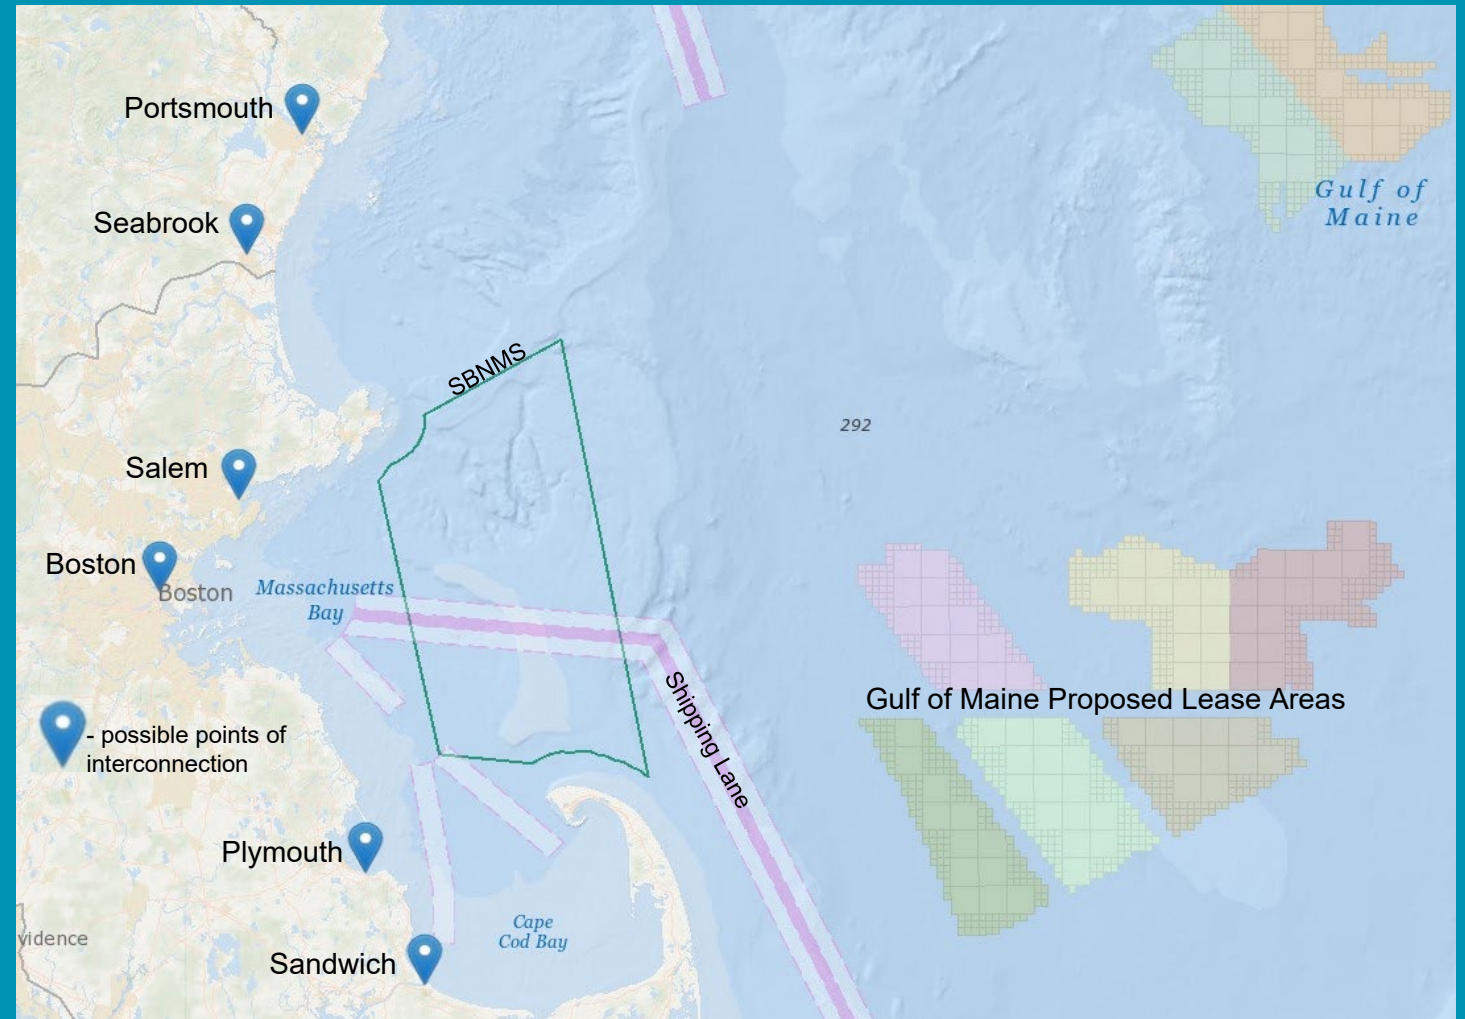 Portsmouth
Gulf of
Maine
Seabrook
SBNMS
292
Salem
Boston
Boston
Massachusetts
Bay
Shipping Lane
Gulf of Maine Proposed Lease Areas
- possible points of
interconnection
Plymouth
Cape
Cod Bay
vidence
Sandwich